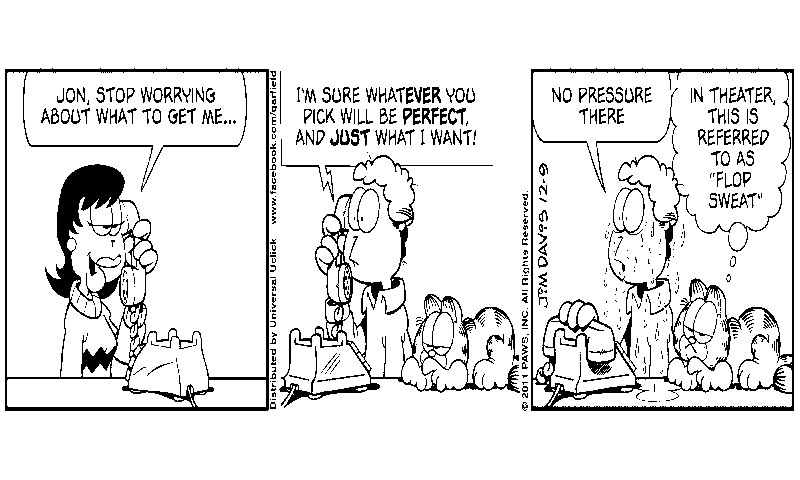 JON, STOP WORRYING
ABOUT WHAT TO GET ME...
Distributed by Universal Uclick www.facebook.com/garfield
I'M SURE WHATEVER YOU
PICK WILL BE PERFECT,
AND JUST WHAT I WANT!
© 2011 PAWS, INC. All Rights Reserved.
JIM DAVIS 12-9
NO PRESSURE
THERE
IN THEATER,
THIS IS
REFERRED
TO AS
"FLOP
SWEAT"